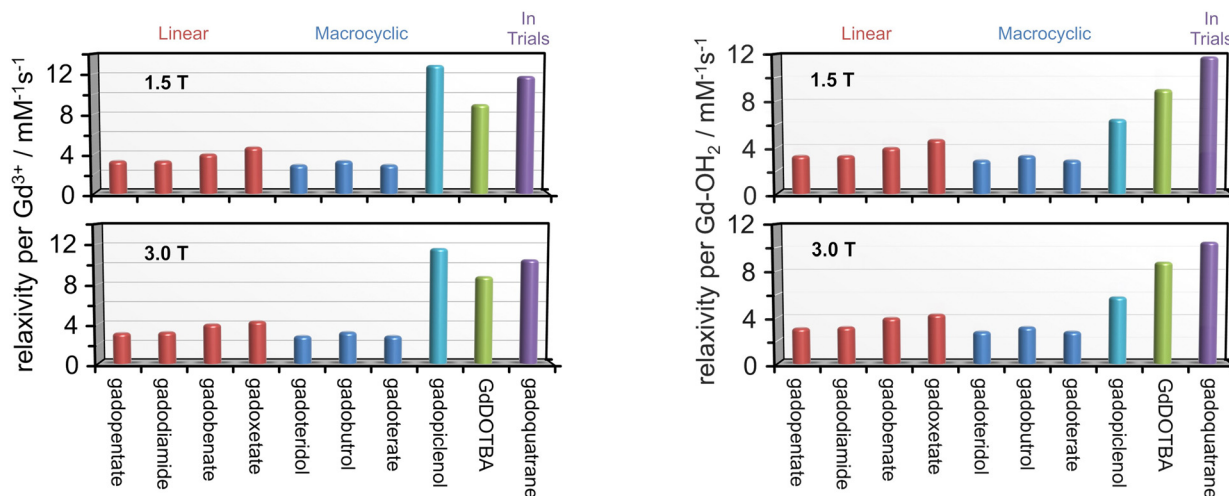 Linear Macrocyclic In Trials
relaxivity per Gd³⁺ / mM⁻¹s⁻¹
1.5 T
12
8
4
0
3.0 T
12
8
4
0
gadopentate
gadodiamide
gadobenate
gadoxetate
gadoteridol
gadobutrol
gadoterate
gadopiclenol
GdDOTBA
gadoquatrane
Linear Macrocyclic In Trials
relaxivity per Gd-OH₂ / mM⁻¹s⁻¹
1.5 T
12
8
4
0
3.0 T
12
8
4
0
gadopentate
gadodiamide
gadobenate
gadoxetate
gadoteridol
gadobutrol
gadoterate
gadopiclenol
GdDOTBA
gadoquatrane